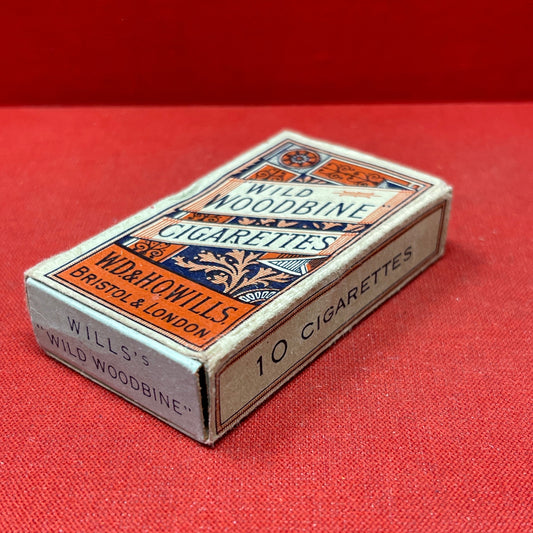 "WILD
WOODBINE"
CIGARETTES
W.D.& H.O.WILLS
BRISTOL & LONDON
WILLS'S
"WILD WOODBINE"
10 CIGARETTES